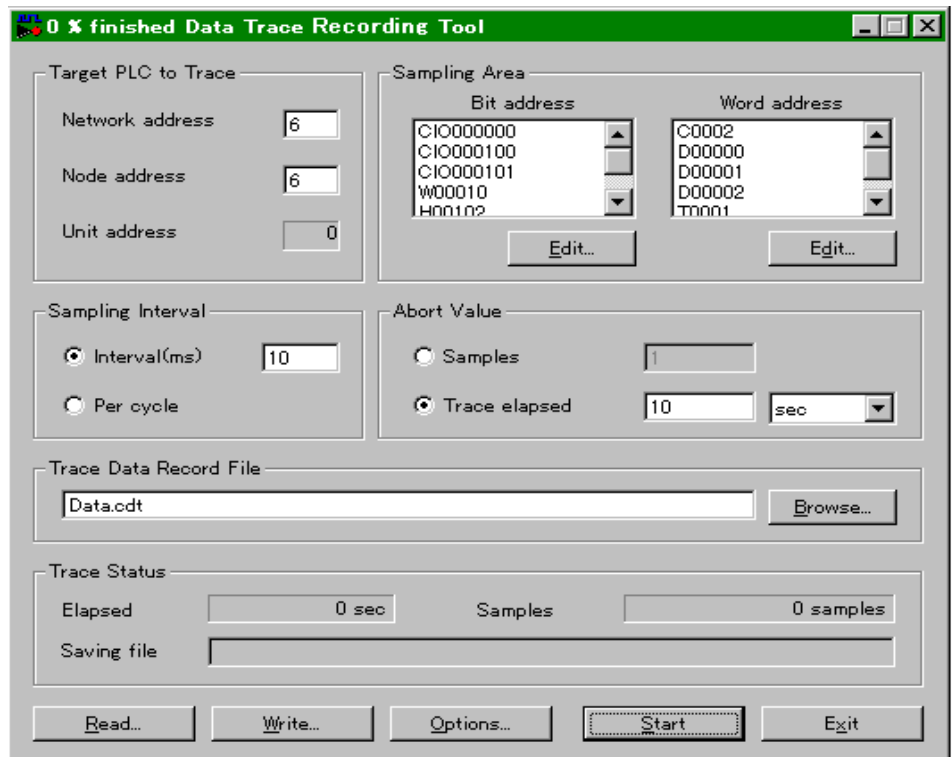 0 % finished Data Trace Recording Tool
Target PLC to Trace
Network address 6
Node address 6
Unit address 0
Sampling Area
Bit address
CIO000000
CIO000100
CIO000101
W00010
H00102
Edit...
Word address
C0002
D00000
D00001
D00002
T0001
Edit...
Sampling Interval
Interval(ms) 10
Per cycle
Abort Value
Samples 1
Trace elapsed 10 sec
Trace Data Record File
Data.cdt Browse...
Trace Status
Elapsed 0 sec Samples 0 samples
Saving file
Read... Write... Options... Start Exit